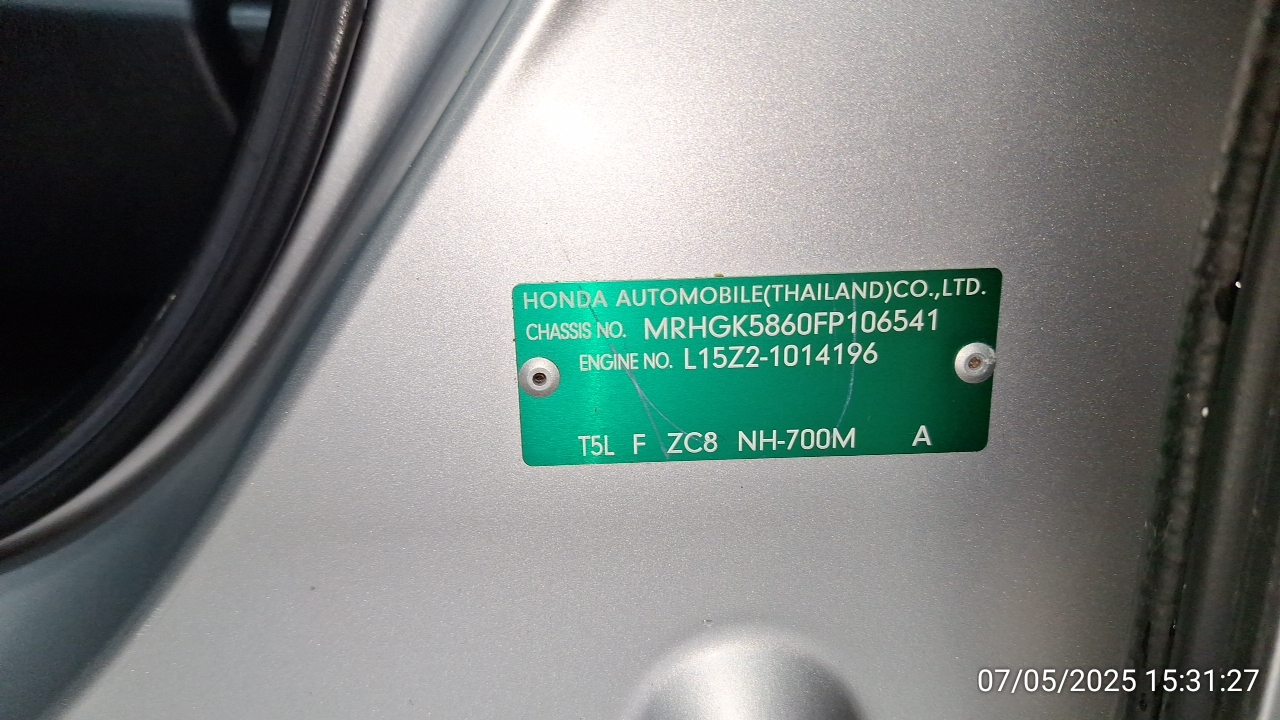 HONDA AUTOMOBILE(THAILAND)CO.,LTD.
CHASSIS NO. MRHGK5860FP106541
ENGINE NO. L15Z2-1014196
T5L F ZC8 NH-700M A
07/05/2025 15:31:27